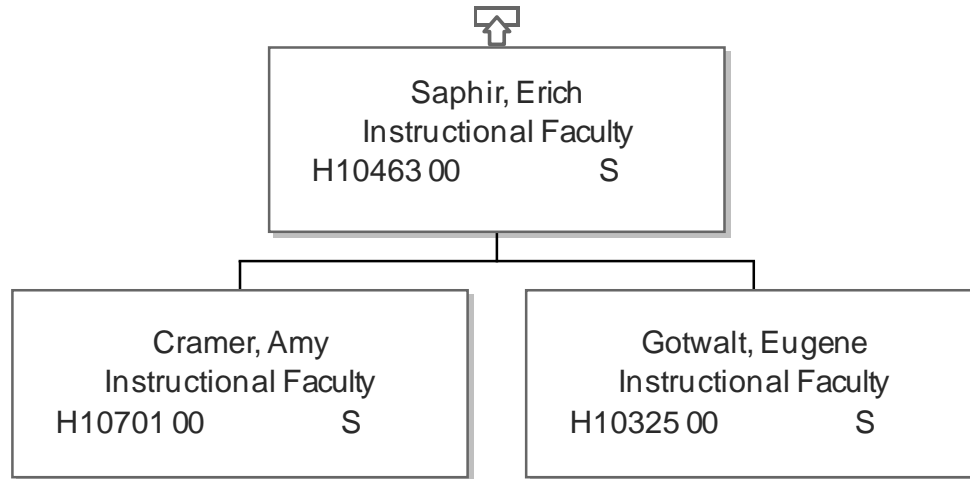 Saphir, Erich
Instructional Faculty
H10463 00 S
Cramer, Amy
Instructional Faculty
H10701 00 S
Gotwalt, Eugene
Instructional Faculty
H10325 00 S